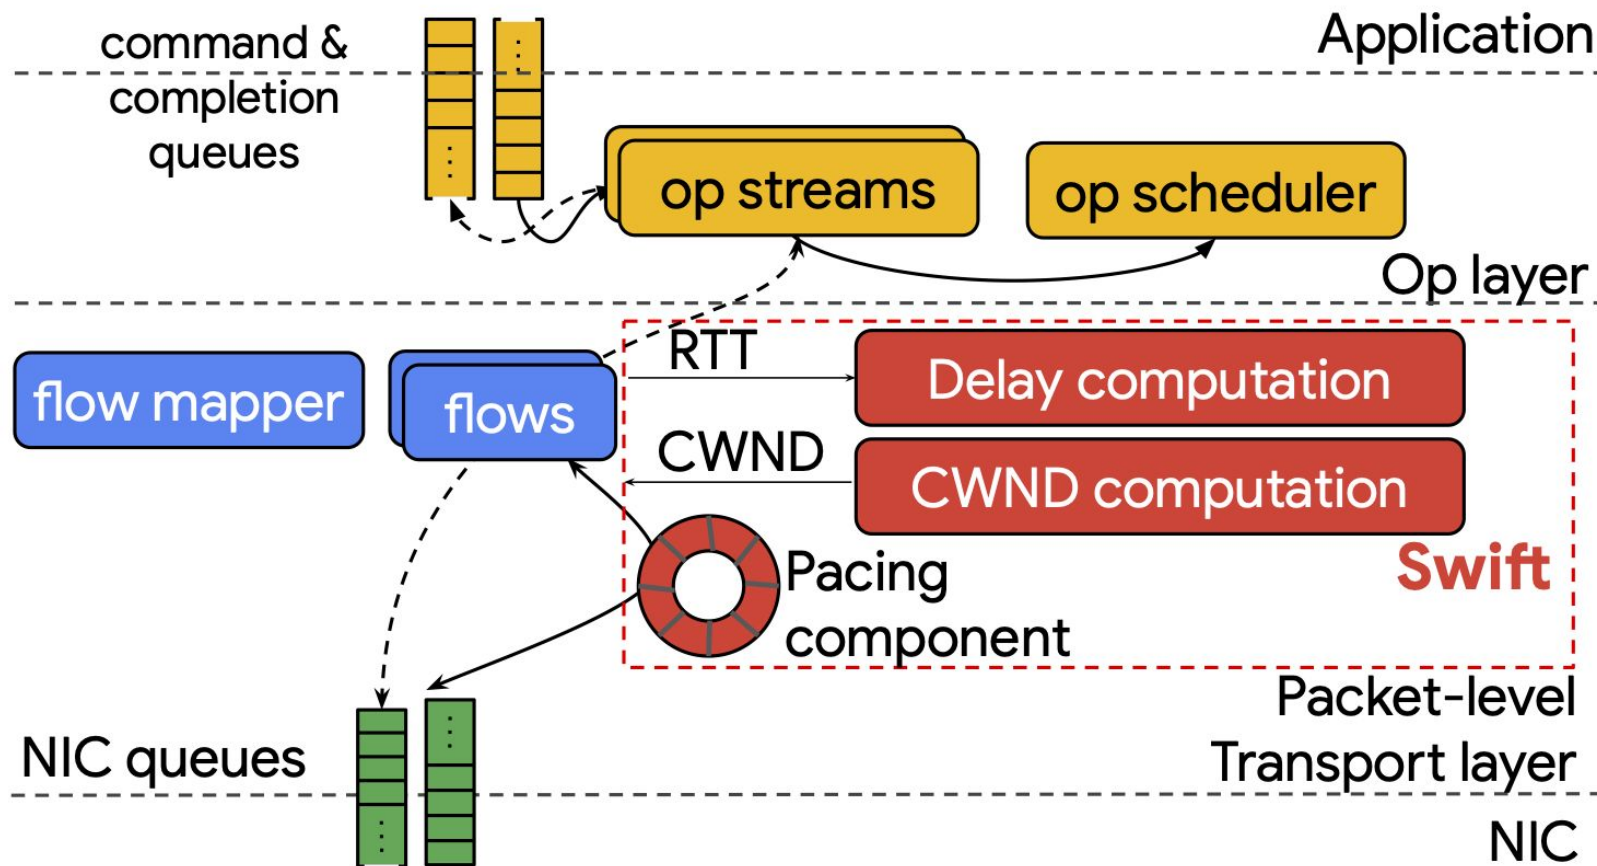 command &
completion
queues
Application
op streams
op scheduler
Op layer
flow mapper
flows
RTT
Delay computation
CWND
CWND computation
Swift
Pacing
component
Packet-level
Transport layer
NIC queues
NIC